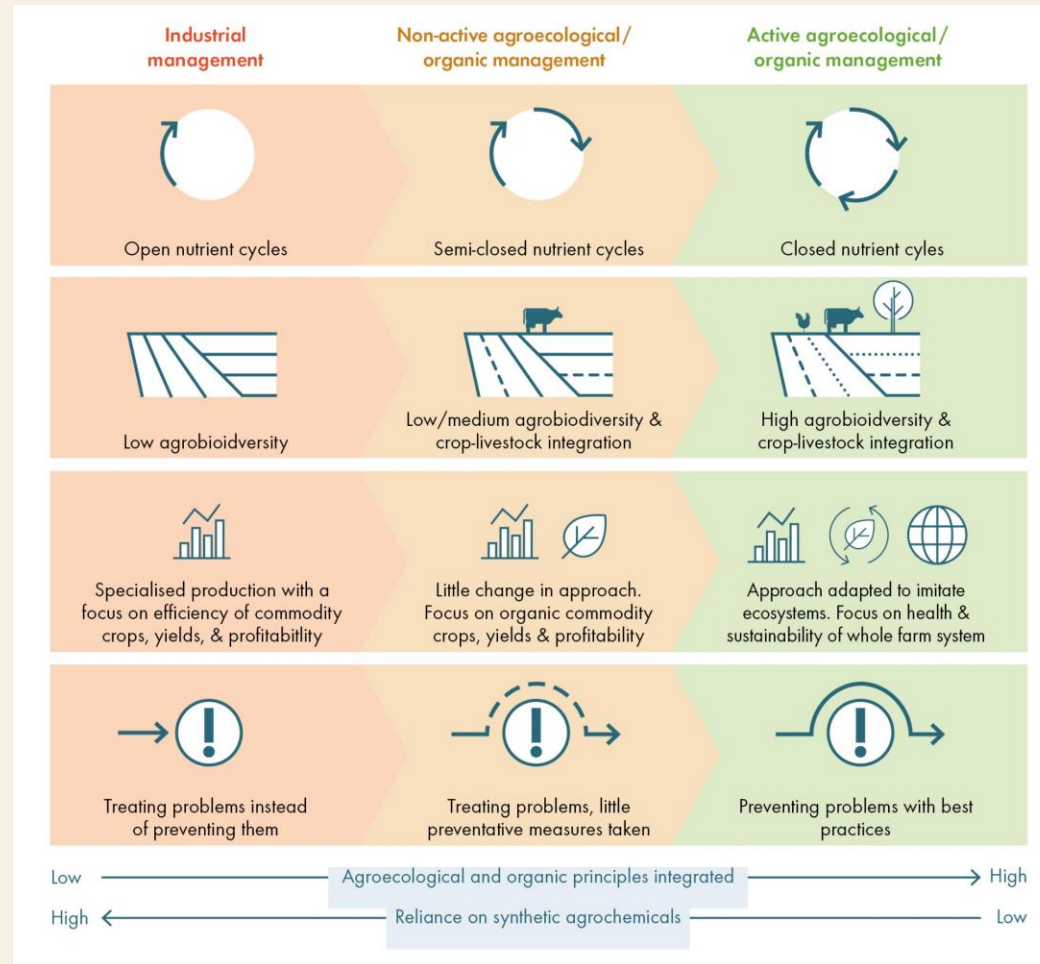 Industrial
management
Non-active agroecological/
organic management
Active agroecological/
organic management
Open nutrient cycles
Semi-closed nutrient cycles
Closed nutrient cyles
Low agrobioidversity
Low/medium agrobiodiversity &
crop-livestock integration
High agrobioidversity &
crop-livestock integration
Specialised production with a
focus on efficiency of commodity
crops, yields, & profitabitlity
Little change in approach.
Focus on organic commodity
crops, yields & profitability
Approach adapted to imitate
ecosystems. Focus on health &
sustainability of whole farm system
Treating problems instead
of preventing them
Treating problems, little
preventative measures taken
Preventing problems with best
practices
Low Agroecological and organic principles integrated High
High Reliance on synthetic agrochemicals Low